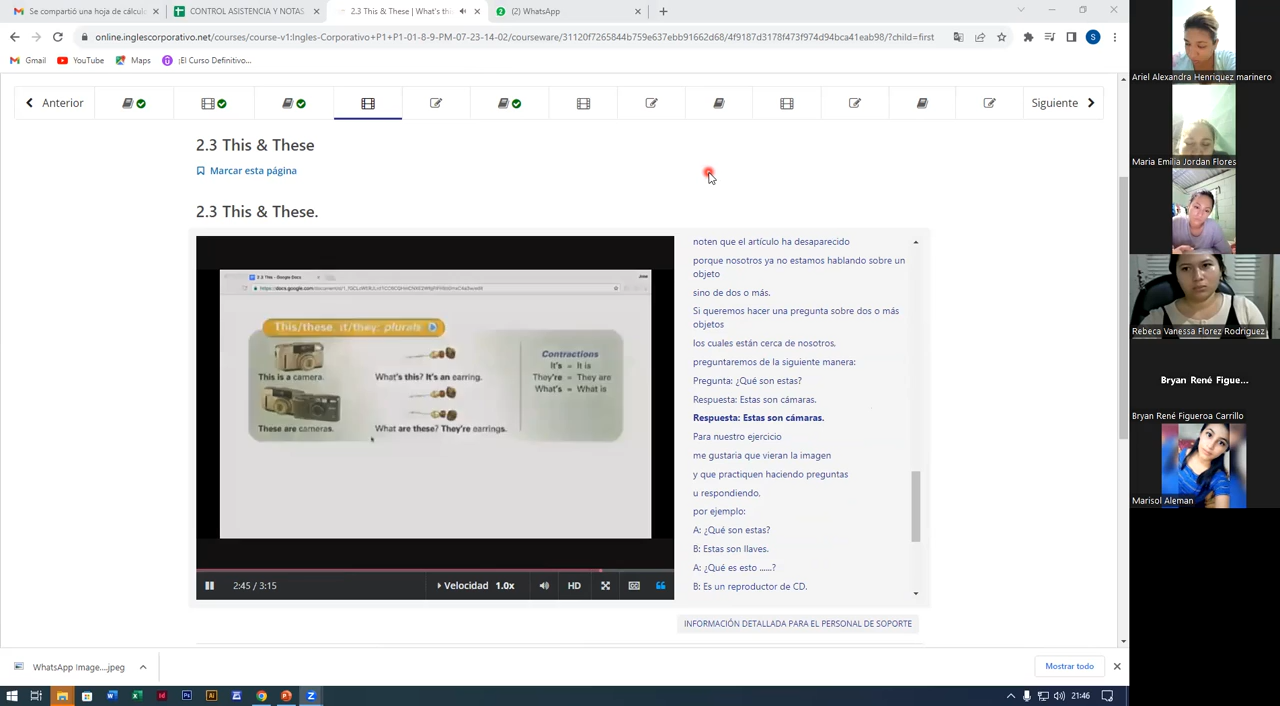 Se compartió una hoja de cálcul
CONTROL ASISTENCIA Y NOTAS
2.3 This & These | What's thi
(2) WhatsApp
online.inglescorporativo.net/courses/course-v1:Ingles-Corporativo+P1+P1-01-8-9-PM-07-23-14-02/courseware/31120f7265844b759e637ebb91662d68/4f9187d3178f473f974d94bca41eab98/?child=first
S
Gmail
YouTube
Maps
¡El Curso Definitivo...
Anterior
Siguiente
2.3 This & These
Marcar esta página
2.3 This & These.
2.3 This - Google Docs
This/these, it/they; plurals
This is a camera.
What's this? It's an earring.
These are cameras.
What are these? They're earrings.
Contractions
It's = It is
They're = They are
What's = What is
2:45 / 3:15
Velocidad 1.0x
HD
noten que el artículo ha desaparecido
porque nosotros ya no estamos hablando sobre un
objeto
sino de dos o más.
Si queremos hacer una pregunta sobre dos o más
objetos
los cuales están cerca de nosotros,
preguntaremos de la siguiente manera:
Pregunta: ¿Qué son estas?
Respuesta: Estas son cámaras.
Respuesta: Estas son cámaras.
Para nuestro ejercicio
me gustaria que vieran la imagen
y que practiquen haciendo preguntas
u respondiendo,
por ejemplo:
A: ¿Qué son estas?
B: Estas son llaves.
A: ¿Qué es esto ......?
B: Es un reproductor de CD.
INFORMACIÓN DETALLADA PARA EL PERSONAL DE SOPORTE
WhatsApp Image....jpeg
Mostrar todo
21:46
Ariel Alexandra Henriquez marinero
Maria Emilia Jordan Flores
Rebeca Vanessa Florez Rodriguez
Bryan René Figue...
Bryan René Figueroa Carrillo
Marisol Aleman